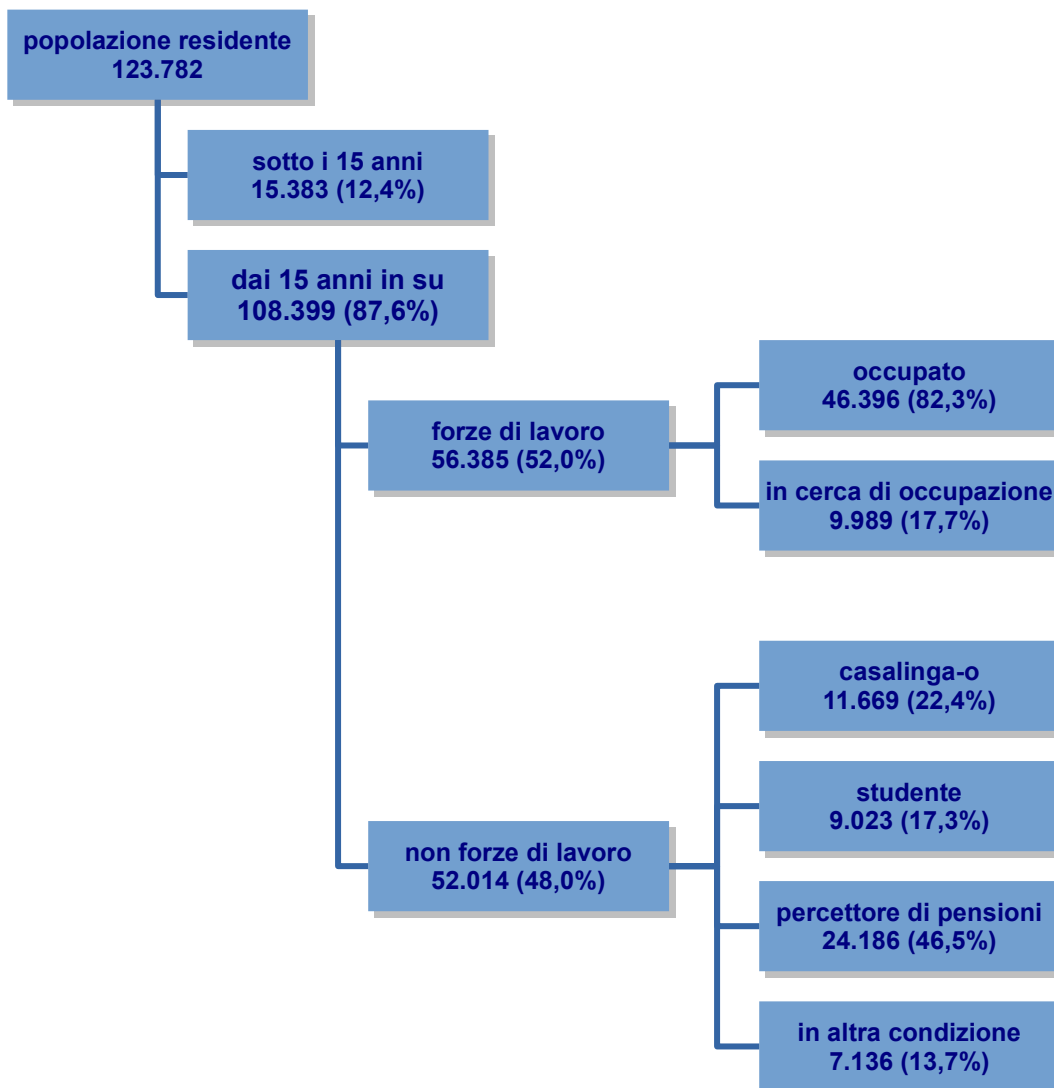 popolazione residente
123.782
sotto i 15 anni
15.383 (12,4%)
dai 15 anni in su
108.399 (87,6%)
forze di lavoro
56.385 (52,0%)
occupato
46.396 (82,3%)
in cerca di occupazione
9.989 (17,7%)
non forze di lavoro
52.014 (48,0%)
casalinga-o
11.669 (22,4%)
studente
9.023 (17,3%)
percettore di pensioni
24.186 (46,5%)
in altra condizione
7.136 (13,7%)